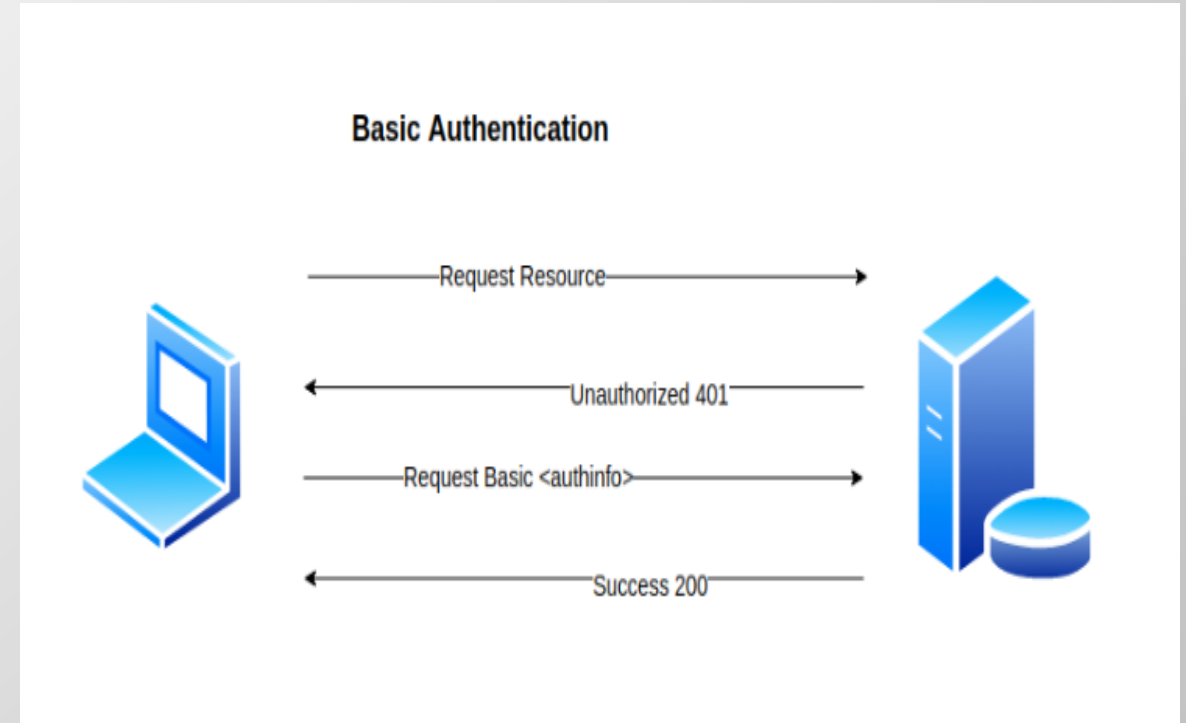 Basic Authentication
Request Resource
Unauthorized 401
Request Basic <authinfo>
Success 200